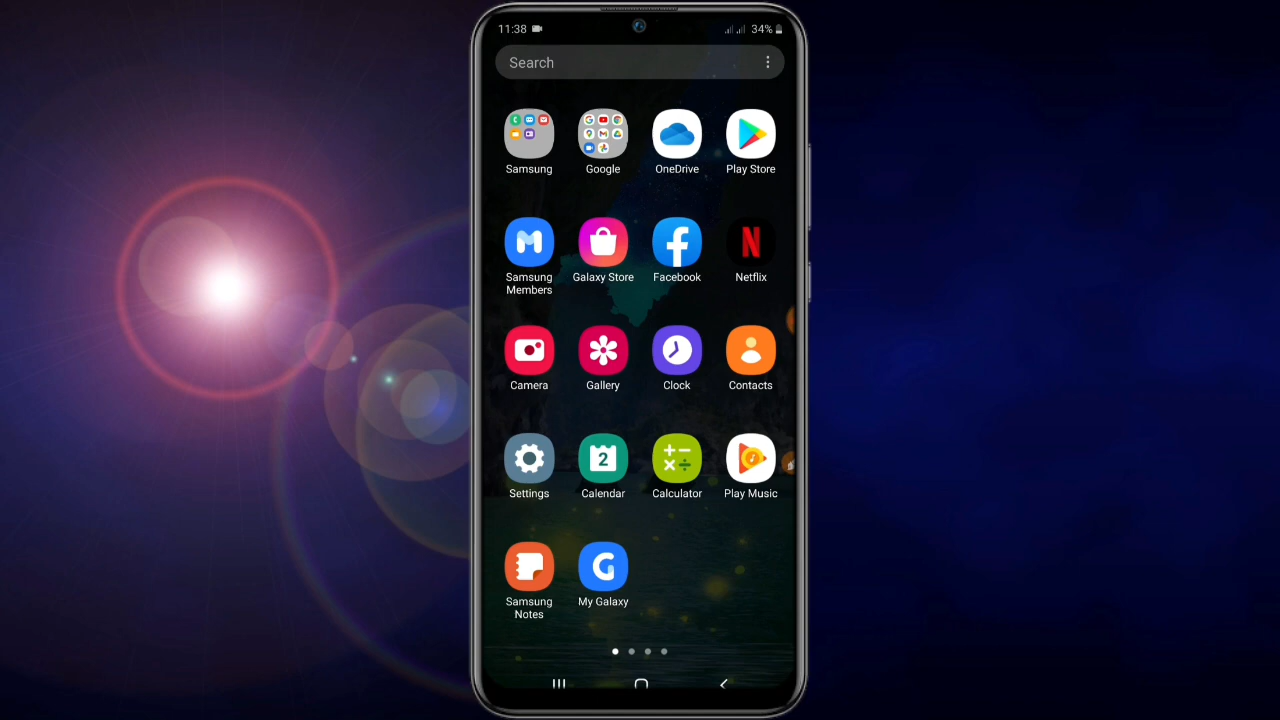 11:38
34%
Search
Samsung
Google
OneDrive
Play Store
Samsung
Members
Galaxy Store
Facebook
Netflix
Camera
Gallery
Clock
Contacts
Settings
2
Calendar
Calculator
Play Music
Samsung
Notes
My Galaxy